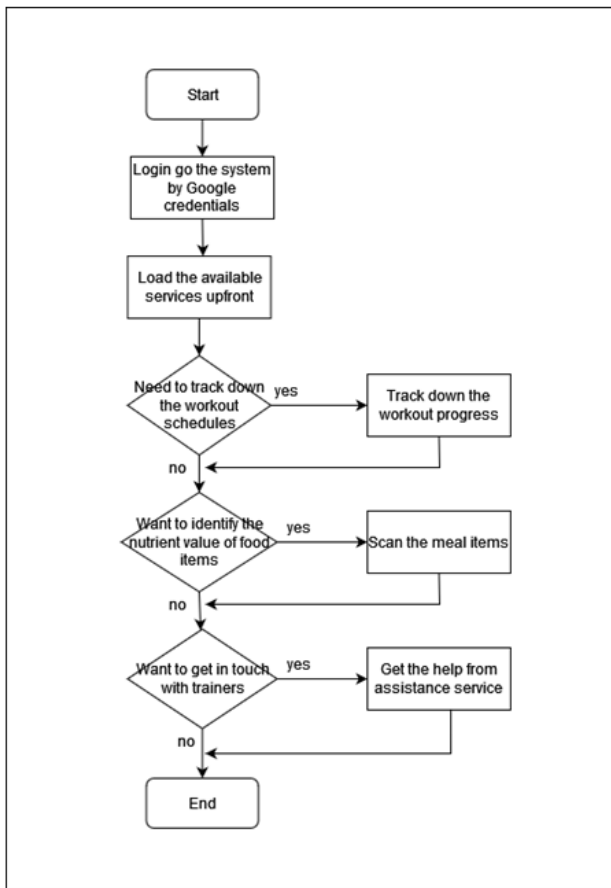 Start
Login go the system
by Google
credentials
Load the available
services upfront
Need to track down
the workout
schedules
yes
Track down the
workout progress
no
Want to identify the
nutrient value of food
items
yes
Scan the meal items
no
Want to get in touch
with trainers
yes
Get the help from
assistance service
no
End